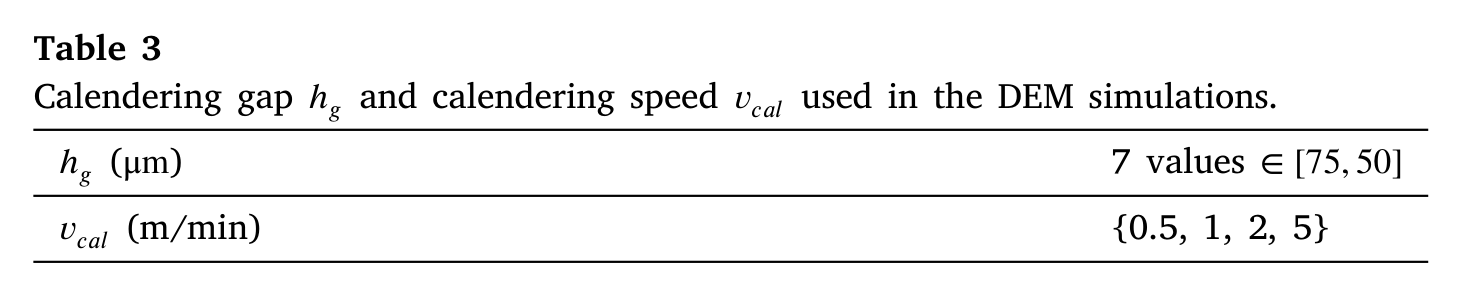 Table 3
Calendering gap h_g and calendering speed v_cal used in the DEM simulations.
h_g (μm) 7 values ∈ [75, 50]
v_cal (m/min) {0.5, 1, 2, 5}